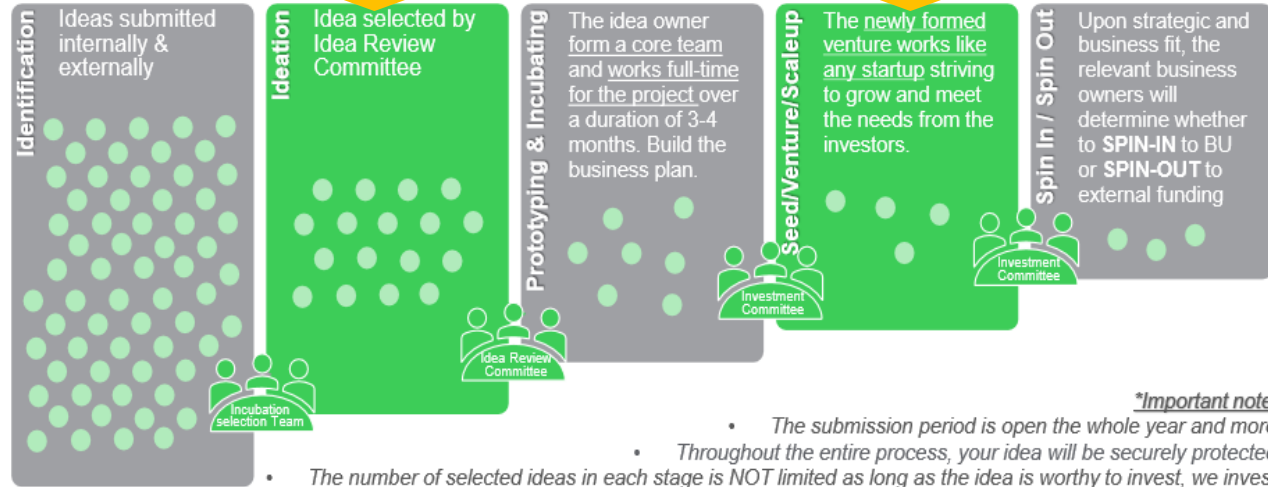 Identification
Ideas submitted
internally &
externally
Incubation
selection Team
Ideation
Idea selected by
Idea Review
Committee
Idea Review
Committee
Prototyping & Incubating
The idea owner
form a core team
and works full-time
for the project over
a duration of 3-4
months. Build the
business plan.
Investment
Committee
Seed/Venture/Scaleup
The newly formed
venture works like
any startup striving
to grow and meet
the needs from the
investors.
Investment
Committee
Spin In / Spin Out
Upon strategic and
business fit, the
relevant business
owners will
determine whether
to SPIN-IN to BU
or SPIN-OUT to
external funding
*Important note
• The submission period is open the whole year and more
• Throughout the entire process, your idea will be securely protected
• The number of selected ideas in each stage is NOT limited as long as the idea is worthy to invest, we invest